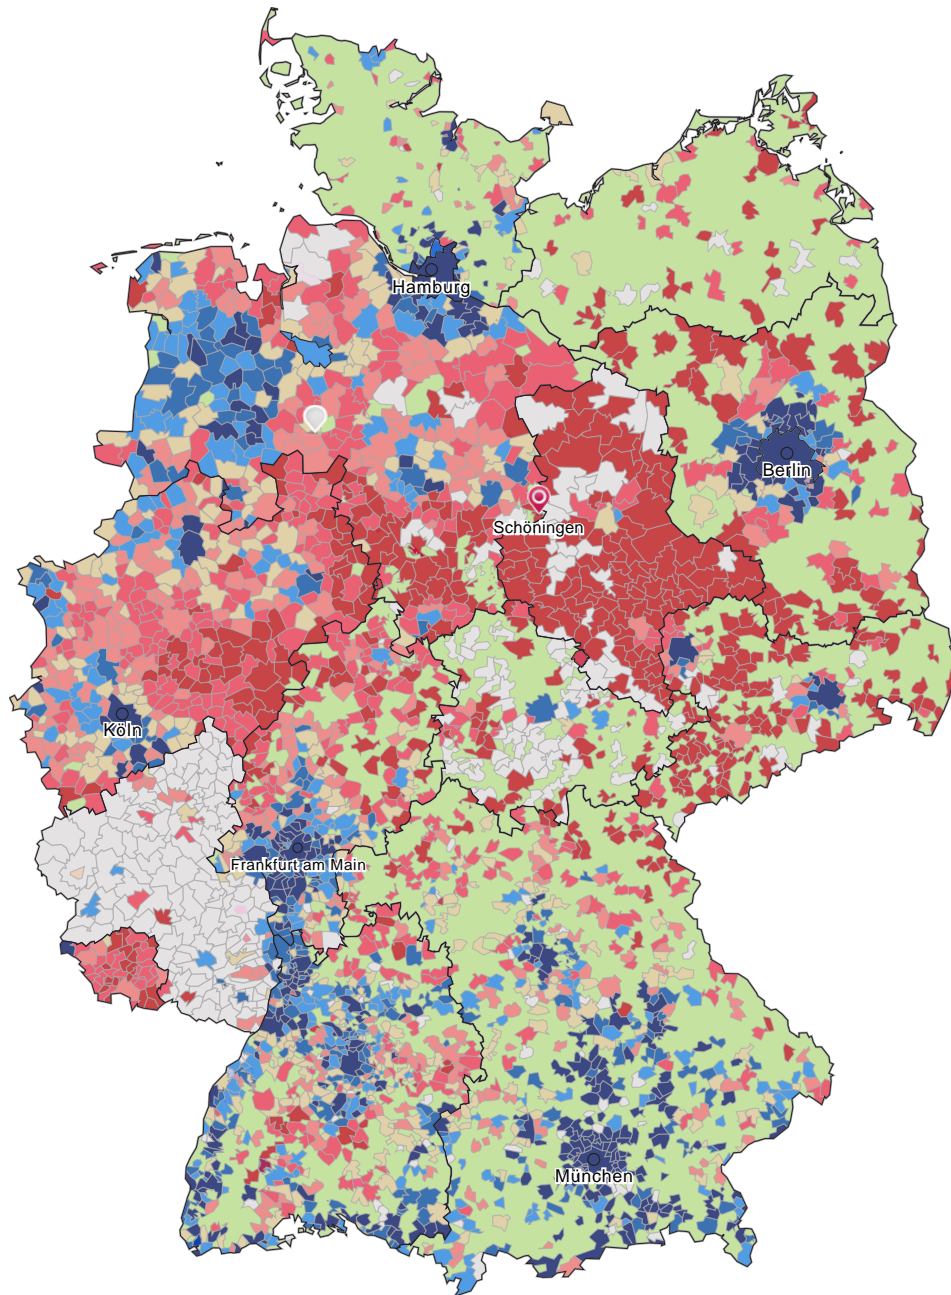 Hamburg
Berlin
Schöningen
Köln
Frankfurt am Main
München